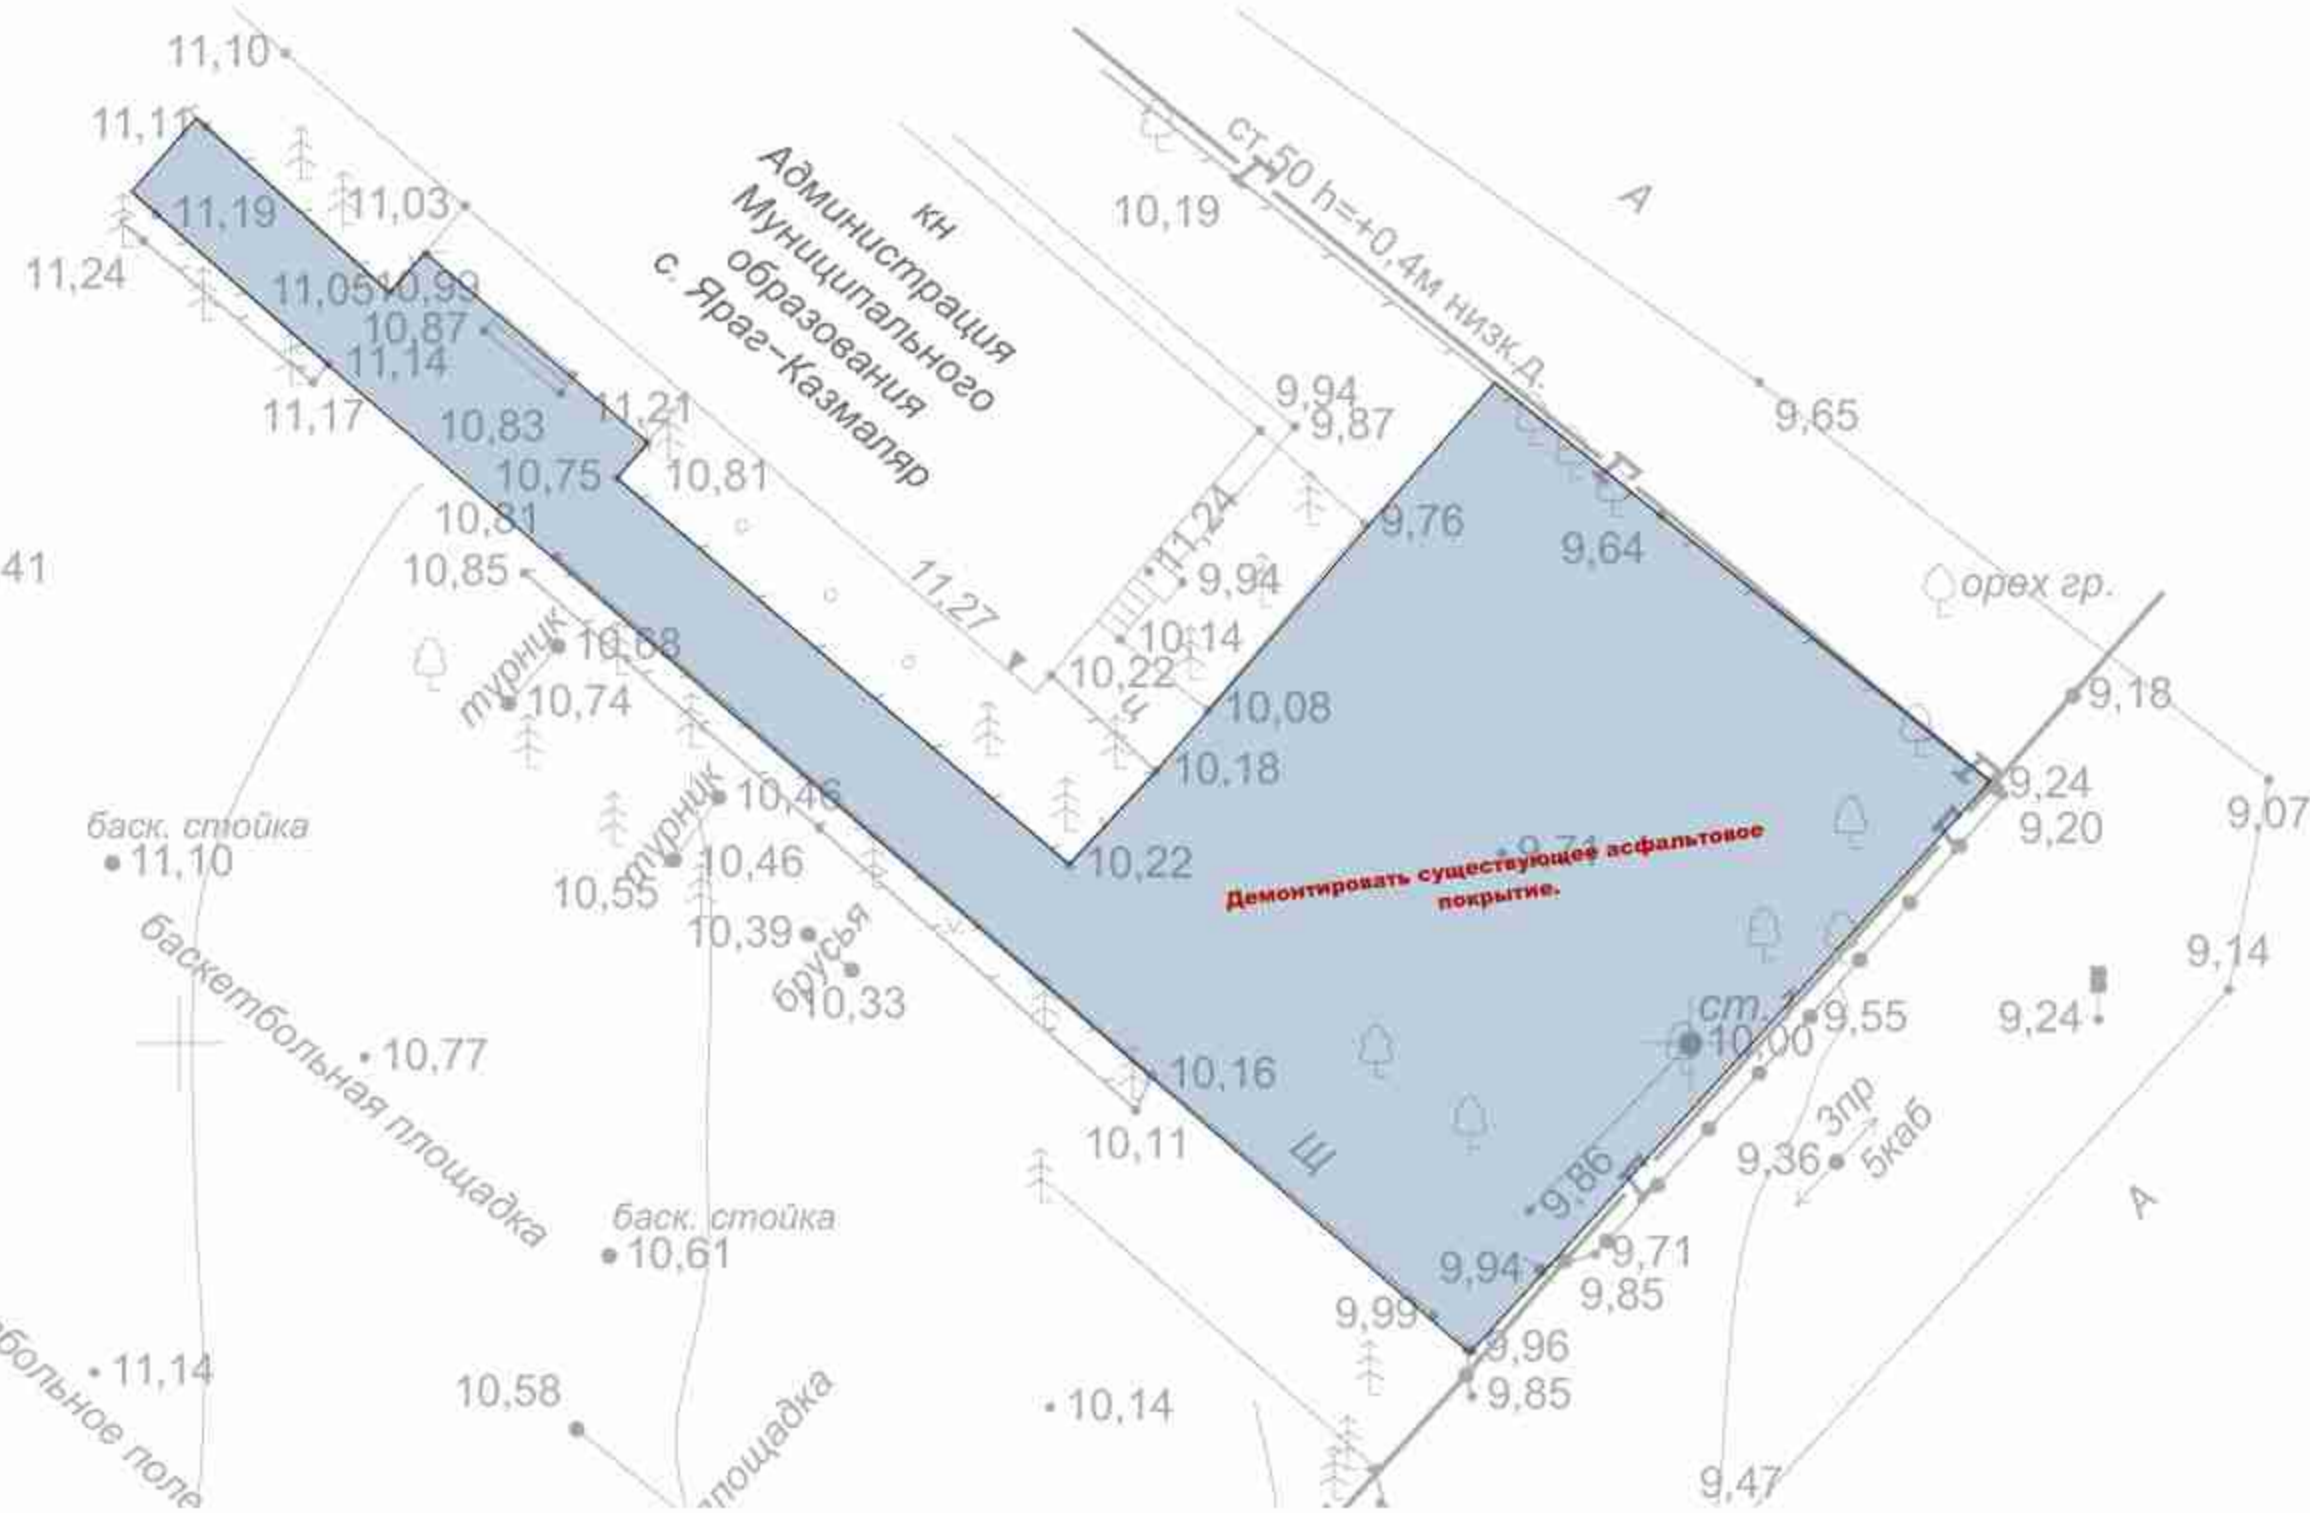 11,10
11,11
кн
Администрация
Муниципального
образования
с. Яраг-Казмаляр
ст.50 h=+0,4м низк.д.
Г
А
10,19
11,19
11,03
11,24
11,05
10,99
10,87
11,14
11,17
10,83
11,21
10,75
10,81
10,81
10,85
41
9,94
9,87
9,65
9,76
9,64
Г
11,24
9,94
11,27
10,14
10,22
ц
10,08
10,18
орех гр.
9,18
Г
9,24
9,20
9,07
Г
турник
10,68
10,74
турник
10,46
10,46
10,55
баск. стойка
11,10
10,22
9,74
Демонтировать существующее асфальтовое
покрытие.
10,39
брусья
10,33
9,14
баскетбольная площадка
10,77
ст.1
10,00
9,55
9,24
10,16
10,11
Щ
3пр
5каб
9,36
9,86
Г
А
баск. стойка
10,61
9,94
9,71
9,85
9,99
9,96
9,85
11,14
10,58
10,14
площадка
больное поле
9,47